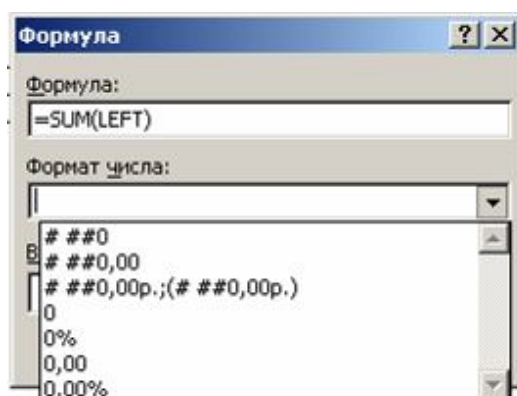 Формула
Формула:
=SUM(LEFT)
Формат числа:
# ##0
# ##0,00
# ##0,00р.;(# ##0,00р.)
0
0%
0,00
0,00%